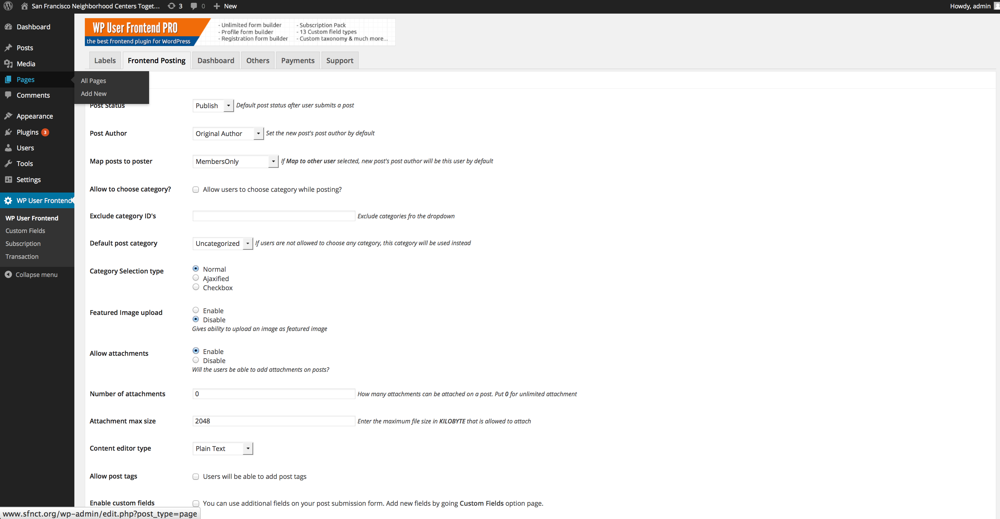 San Francisco Neighborhood Centers Toget... 3 0 New Howdy, admin
Dashboard
Posts
Media
Pages
All Pages
Add New
Comments
Appearance
Plugins 3
Users
Tools
Settings
WP User Frontend
WP User Frontend
Custom Fields
Subscription
Transaction
Collapse menu
WP User Frontend PRO
the best frontend plugin for WordPress
- Unlimited form builder
- Profile form builder
- Registration form builder
- Subscription Pack
- 13 Custom field types
- Custom taxonomy & much more...
Labels Frontend Posting Dashboard Others Payments Support
Post Status Publish Default post status after user submits a post
Post Author Original Author Set the new post's post author by default
Map posts to poster MembersOnly If Map to other user selected, new post's post author will be this user by default
Allow to choose category? Allow users to choose category while posting?
Exclude category ID's Exclude categories fro the dropdown
Default post category Uncategorized If users are not allowed to choose any category, this category will be used instead
Category Selection type Normal
Ajaxified
Checkbox
Featured Image upload Enable
Disable
Gives ability to upload an image as featured image
Allow attachments Enable
Disable
Will the users be able to add attachments on posts?
Number of attachments 0 How many attachments can be attached on a post. Put 0 for unlimited attachment
Attachment max size 2048 Enter the maximum file size in KILOBYTE that is allowed to attach
Content editor type Plain Text
Allow post tags Users will be able to add post tags
Enable custom fields You can use additional fields on your post submission form. Add new fields by going Custom Fields option page.
www.sfnct.org/wp-admin/edit.php?post_type=page